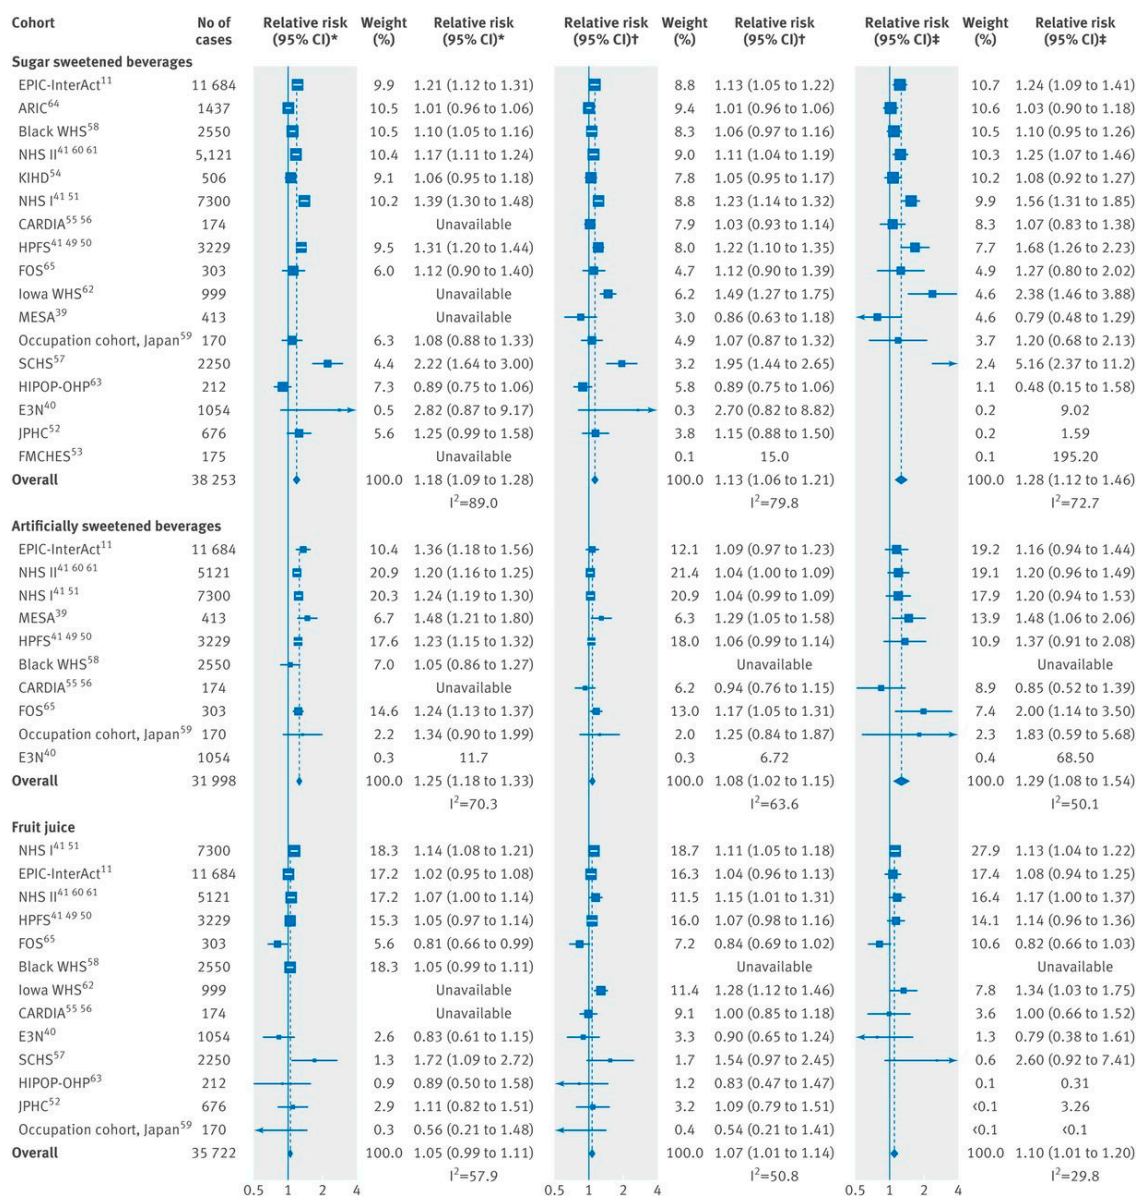 Cohort No of cases Relative risk (95% CI)* Weight (%) Relative risk (95% CI)* Relative risk (95% CI)† Weight (%) Relative risk (95% CI)† Relative risk (95% CI)‡ Weight (%) Relative risk (95% CI)‡
Sugar sweetened beverages
EPIC-InterAct11 11 684 9.9 1.21 (1.12 to 1.31) 8.8 1.13 (1.05 to 1.22) 10.7 1.24 (1.09 to 1.41)
ARIC64 1437 10.5 1.01 (0.96 to 1.06) 9.4 1.01 (0.96 to 1.06) 10.6 1.03 (0.90 to 1.18)
Black WHS58 2550 10.5 1.10 (1.05 to 1.16) 8.3 1.06 (0.97 to 1.16) 10.5 1.10 (0.95 to 1.26)
NHS II41 60 61 5,121 10.4 1.17 (1.11 to 1.24) 9.0 1.11 (1.04 to 1.19) 10.3 1.25 (1.07 to 1.46)
KIHD54 506 9.1 1.06 (0.95 to 1.18) 7.8 1.05 (0.95 to 1.17) 10.2 1.08 (0.92 to 1.27)
NHS I41 51 7300 10.2 1.39 (1.30 to 1.48) 8.8 1.23 (1.14 to 1.32) 9.9 1.56 (1.31 to 1.85)
CARDIA55 56 174 Unavailable 7.9 1.03 (0.93 to 1.14) 8.3 1.07 (0.83 to 1.38)
HPFS41 49 50 3229 9.5 1.31 (1.20 to 1.44) 8.0 1.22 (1.10 to 1.35) 7.7 1.68 (1.26 to 2.23)
FOS65 303 6.0 1.12 (0.90 to 1.40) 4.7 1.12 (0.90 to 1.39) 4.9 1.27 (0.80 to 2.02)
Iowa WHS62 999 Unavailable 6.2 1.49 (1.27 to 1.75) 4.6 2.38 (1.46 to 3.88)
MESA39 413 Unavailable 3.0 0.86 (0.63 to 1.18) 4.6 0.79 (0.48 to 1.29)
Occupation cohort, Japan59 170 6.3 1.08 (0.88 to 1.33) 4.9 1.07 (0.87 to 1.32) 3.7 1.20 (0.68 to 2.13)
SCHS57 2250 4.4 2.22 (1.64 to 3.00) 3.2 1.95 (1.44 to 2.65) 2.4 5.16 (2.37 to 11.2)
HIPOP-OHP63 212 7.3 0.89 (0.75 to 1.06) 5.8 0.89 (0.75 to 1.06) 1.1 0.48 (0.15 to 1.58)
E3N40 1054 0.5 2.82 (0.87 to 9.17) 0.3 2.70 (0.82 to 8.82) 0.2 9.02
JPHC52 676 5.6 1.25 (0.99 to 1.58) 3.8 1.15 (0.88 to 1.50) 0.2 1.59
FMCHES53 175 Unavailable 0.1 15.0 0.1 195.20
Overall 38 253 100.0 1.18 (1.09 to 1.28) 100.0 1.13 (1.06 to 1.21) 100.0 1.28 (1.12 to 1.46)
I2=89.0 I2=79.8 I2=72.7
Artificially sweetened beverages
EPIC-InterAct11 11 684 10.4 1.36 (1.18 to 1.56) 12.1 1.09 (0.97 to 1.23) 19.2 1.16 (0.94 to 1.44)
NHS II41 60 61 5121 20.9 1.20 (1.16 to 1.25) 21.4 1.04 (1.00 to 1.09) 19.1 1.20 (0.96 to 1.49)
NHS I41 51 7300 20.3 1.24 (1.19 to 1.30) 20.9 1.04 (0.99 to 1.09) 17.9 1.20 (0.94 to 1.53)
MESA39 413 6.7 1.48 (1.21 to 1.80) 6.3 1.29 (1.05 to 1.58) 13.9 1.48 (1.06 to 2.06)
HPFS41 49 50 3229 17.6 1.23 (1.15 to 1.32) 18.0 1.06 (0.99 to 1.14) 10.9 1.37 (0.91 to 2.08)
Black WHS58 2550 7.0 1.05 (0.86 to 1.27) Unavailable Unavailable
CARDIA55 56 174 Unavailable 6.2 0.94 (0.76 to 1.15) 8.9 0.85 (0.52 to 1.39)
FOS65 303 14.6 1.24 (1.13 to 1.37) 13.0 1.17 (1.05 to 1.31) 7.4 2.00 (1.14 to 3.50)
Occupation cohort, Japan59 170 2.2 1.34 (0.90 to 1.99) 2.0 1.25 (0.84 to 1.87) 2.3 1.83 (0.59 to 5.68)
E3N40 1054 0.3 11.7 0.3 6.72 0.4 68.50
Overall 31 998 100.0 1.25 (1.18 to 1.33) 100.0 1.08 (1.02 to 1.15) 100.0 1.29 (1.08 to 1.54)
I2=70.3 I2=63.6 I2=50.1
Fruit juice
NHS I41 51 7300 18.3 1.14 (1.08 to 1.21) 18.7 1.11 (1.05 to 1.18) 27.9 1.13 (1.04 to 1.22)
EPIC-InterAct11 11 684 17.2 1.02 (0.95 to 1.08) 16.3 1.04 (0.96 to 1.13) 17.4 1.08 (0.94 to 1.25)
NHS II41 60 61 5121 17.2 1.07 (1.00 to 1.14) 11.5 1.15 (1.01 to 1.31) 16.4 1.17 (1.00 to 1.37)
HPFS41 49 50 3229 15.3 1.05 (0.97 to 1.14) 16.0 1.07 (0.98 to 1.16) 14.1 1.14 (0.96 to 1.36)
FOS65 303 5.6 0.81 (0.66 to 0.99) 7.2 0.84 (0.69 to 1.02) 10.6 0.82 (0.66 to 1.03)
Black WHS58 2550 18.3 1.05 (0.99 to 1.11) Unavailable Unavailable
Iowa WHS62 999 Unavailable 11.4 1.28 (1.12 to 1.46) 7.8 1.34 (1.03 to 1.75)
CARDIA55 56 174 Unavailable 9.1 1.00 (0.85 to 1.18) 3.6 1.00 (0.66 to 1.52)
E3N40 1054 2.6 0.83 (0.61 to 1.15) 3.3 0.90 (0.65 to 1.24) 1.3 0.79 (0.38 to 1.61)
SCHS57 2250 1.3 1.72 (1.09 to 2.72) 1.7 1.54 (0.97 to 2.45) 0.6 2.60 (0.92 to 7.41)
HIPOP-OHP63 212 0.9 0.89 (0.50 to 1.58) 1.2 0.83 (0.47 to 1.47) 0.1 0.31
JPHC52 676 2.9 1.11 (0.82 to 1.51) 3.2 1.09 (0.79 to 1.51) <0.1 3.26
Occupation cohort, Japan59 170 0.3 0.56 (0.21 to 1.48) 0.4 0.54 (0.21 to 1.41) <0.1 <0.1
Overall 35 722 100.0 1.05 (0.99 to 1.11) 100.0 1.07 (1.01 to 1.14) 100.0 1.10 (1.01 to 1.20)
I2=57.9 I2=50.8 I2=29.8
0.5 1 2 4 0.5 1 2 4 0.5 1 2 4